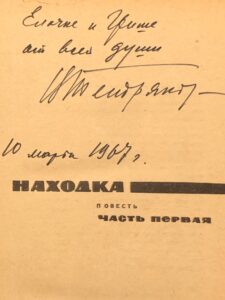 Елочке и Грише
от всей души
В Тендряков
10 марта 1967 г.
НАХОДКА
ПОВЕСТЬ
ЧАСТЬ ПЕРВАЯ